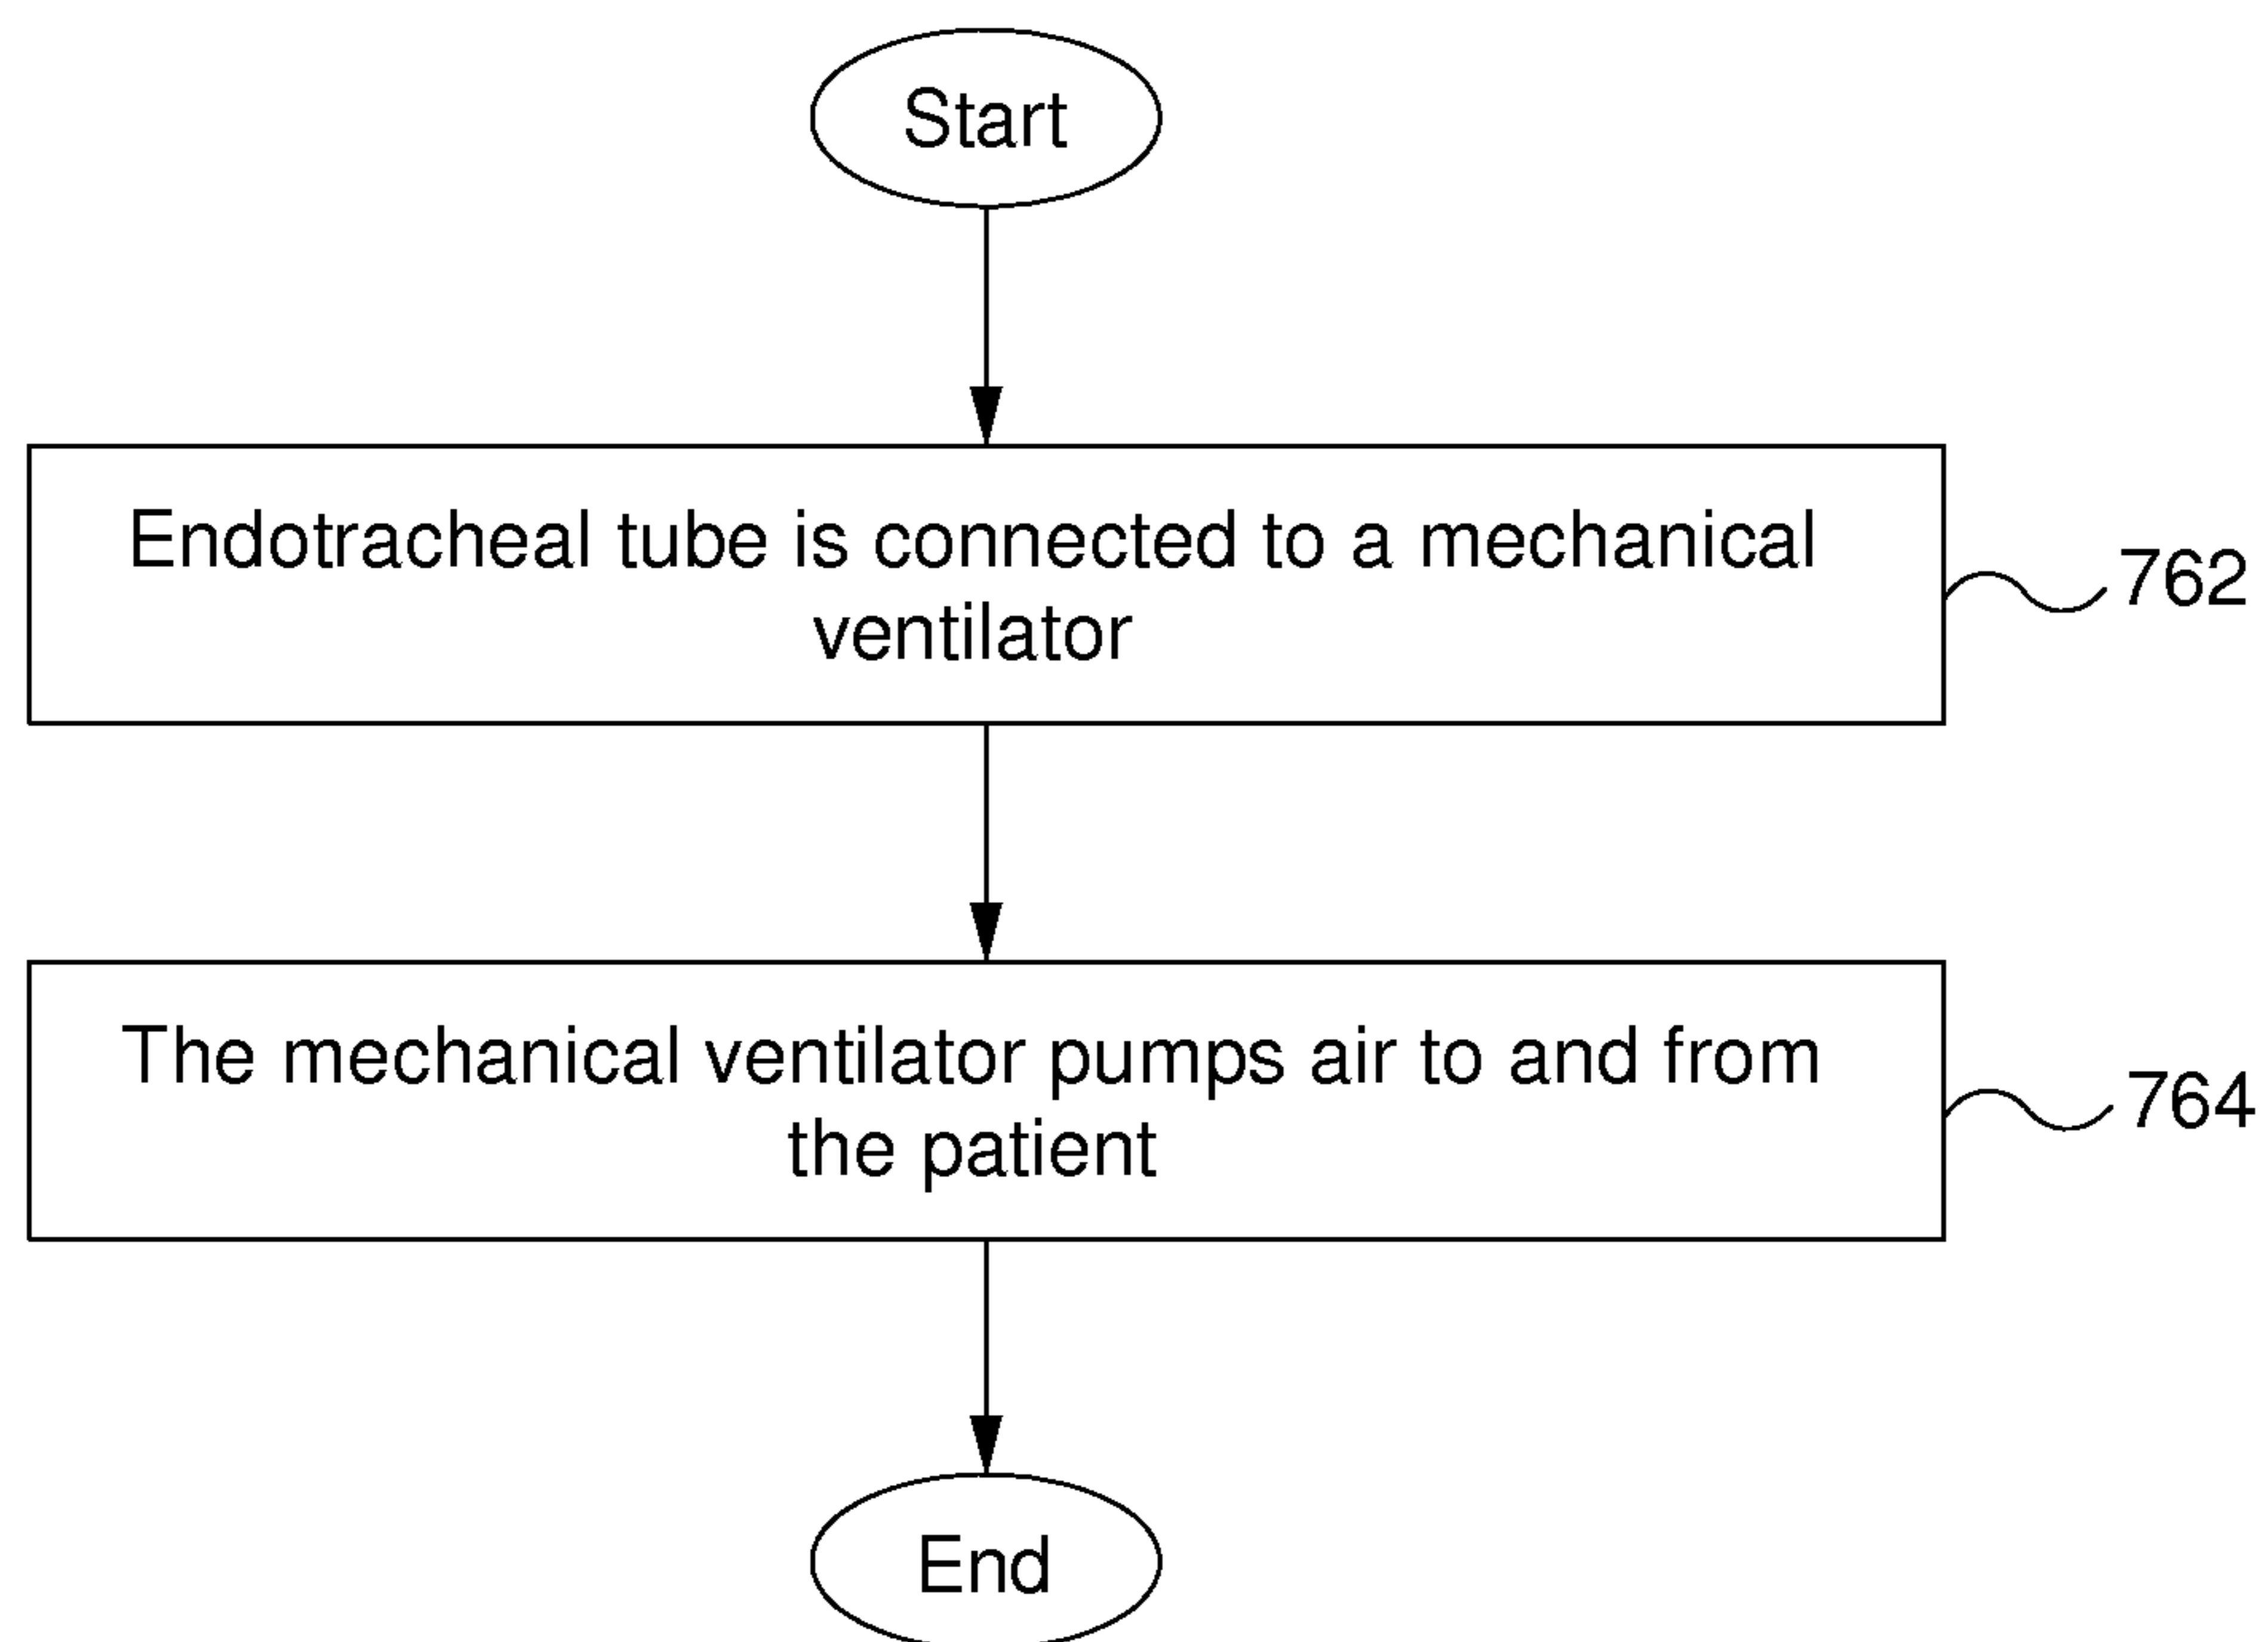 Start
Endotracheal tube is connected to a mechanical
ventilator
762
The mechanical ventilator pumps air to and from
the patient
764
End